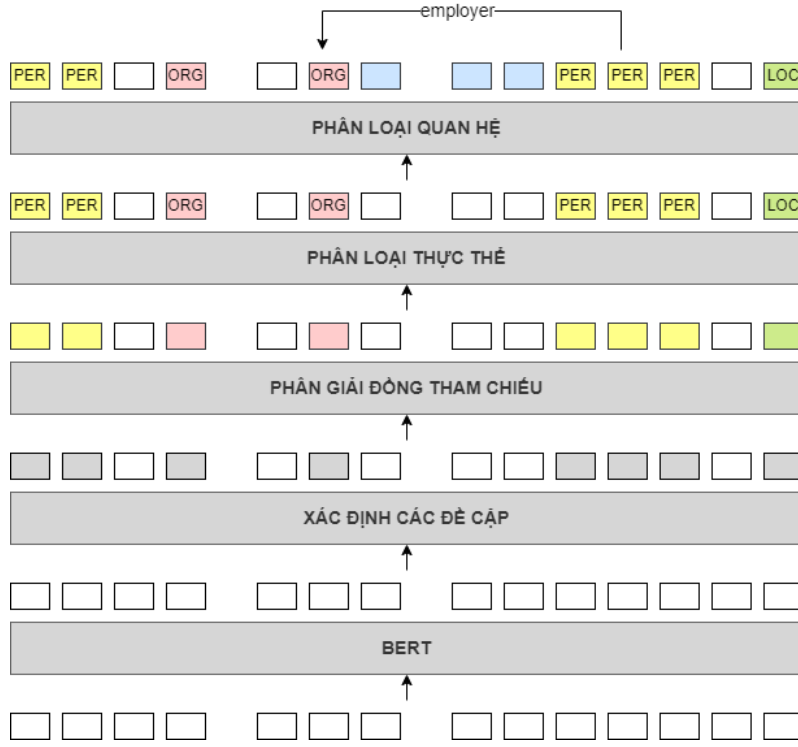 employer
PER PER ORG ORG PER PER PER LOC
PHÂN LOẠI QUAN HỆ
PER PER ORG ORG PER PER PER LOC
PHÂN LOẠI THỰC THỂ
PHÂN GIẢI ĐỒNG THAM CHIẾU
XÁC ĐỊNH CÁC ĐỀ CẬP
BERT